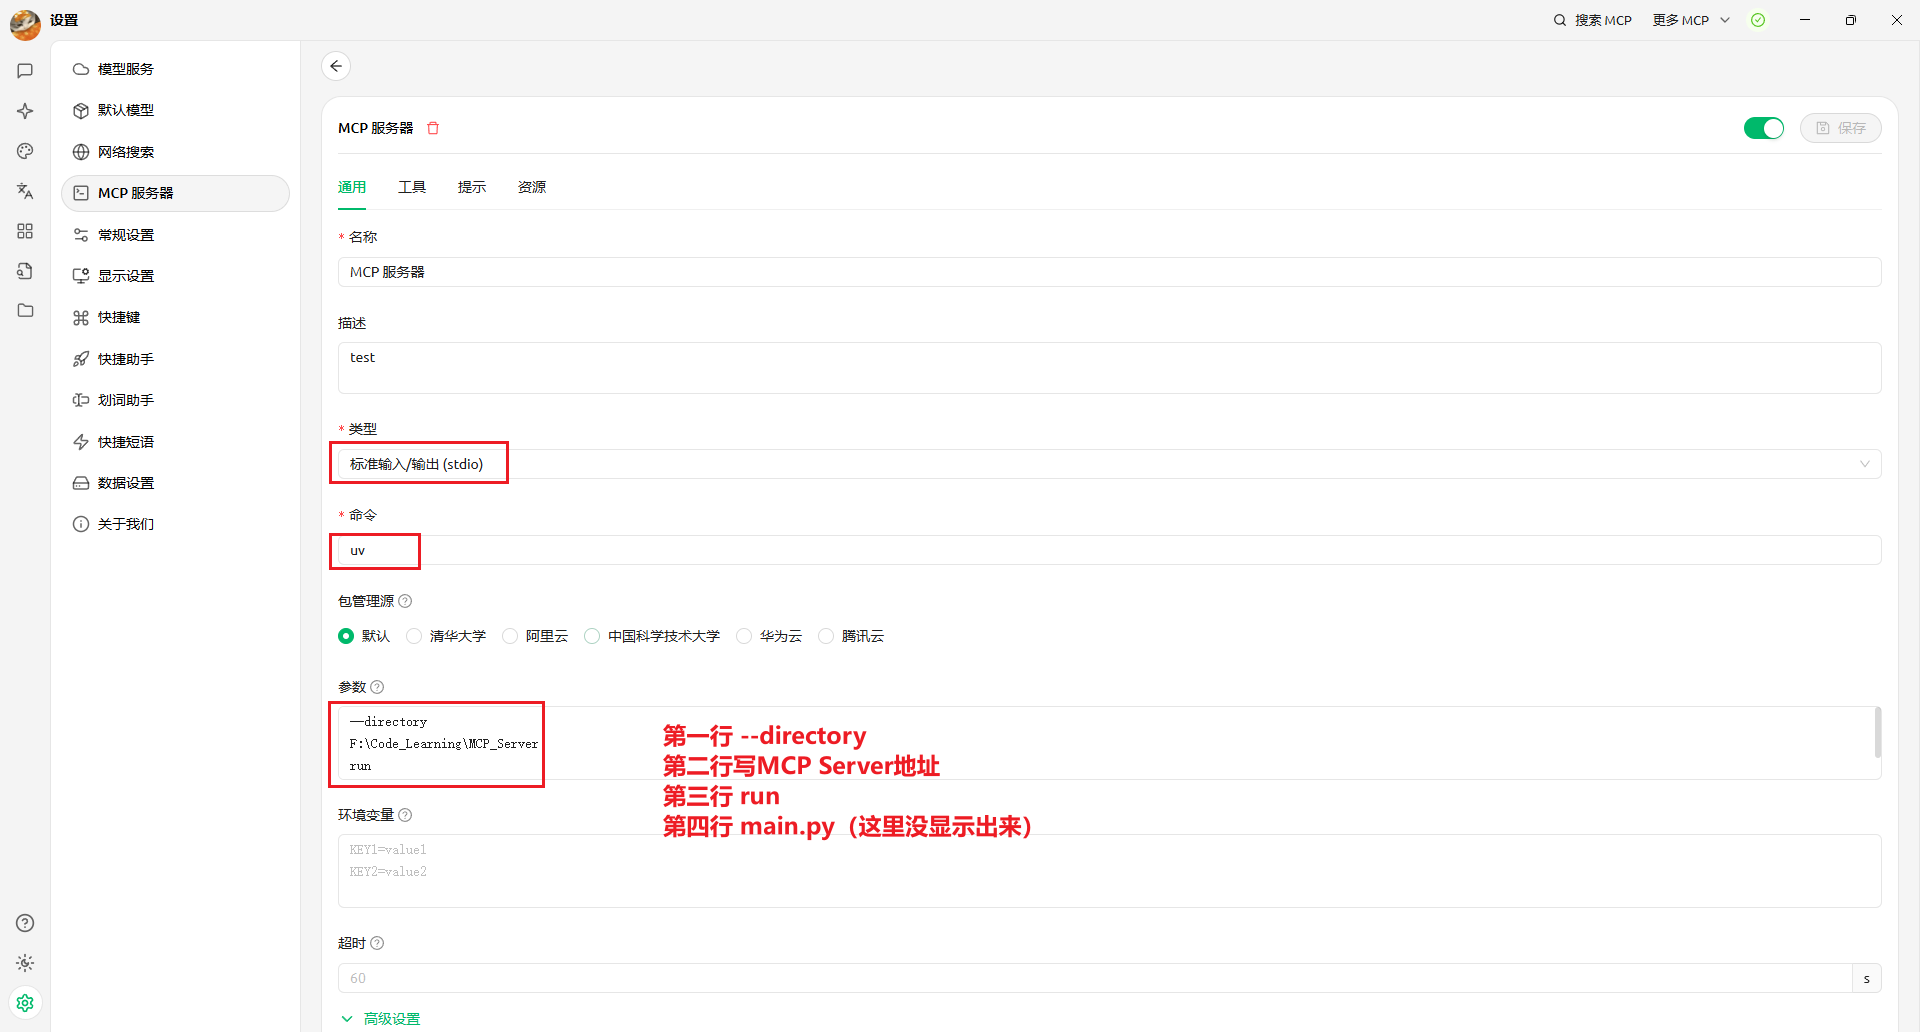 设置
搜索 MCP
更多 MCP
模型服务
默认模型
网络搜索
MCP 服务器
常规设置
显示设置
快捷键
快捷助手
划词助手
快捷短语
数据设置
关于我们
MCP 服务器
保存
通用
工具
提示
资源
* 名称
MCP 服务器
描述
test
* 类型
标准输入/输出 (stdio)
* 命令
uv
包管理源
默认
清华大学
阿里云
中国科学技术大学
华为云
腾讯云
参数
--directory
F:\Code_Learning\MCP_Server
run
第一行 --directory
第二行写MCP Server地址
第三行 run
第四行 main.py（这里没显示出来）
环境变量
KEY1=value1
KEY2=value2
超时
60
s
高级设置